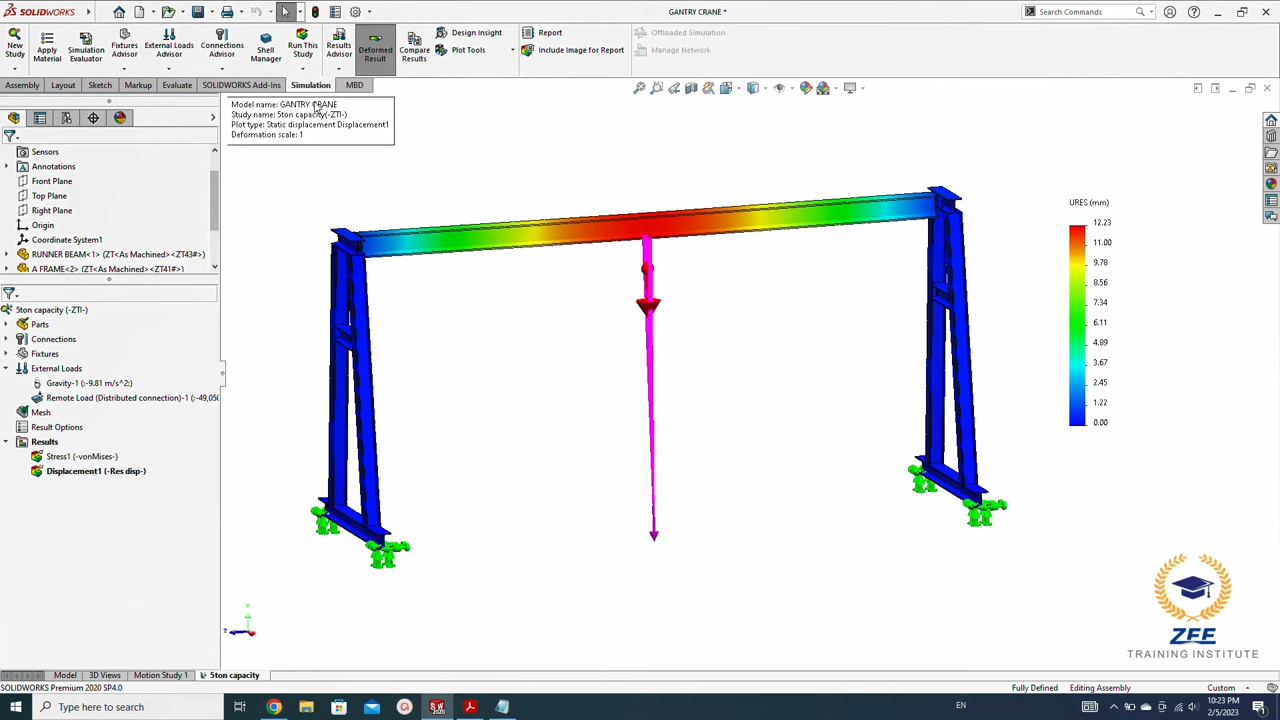 SOLIDWORKS
GANTRY CRANE *
Search Commands
New Study
Apply Material
Simulation Evaluator
Fixtures Advisor
External Loads Advisor
Connections Advisor
Shell Manager
Run This Study
Results Advisor
Deformed Result
Compare Results
Design Insight
Plot Tools
Report
Include Image for Report
Offloaded Simulation
Manage Network
Assembly
Layout
Sketch
Markup
Evaluate
SOLIDWORKS Add-Ins
Simulation
MBD
Model name: GANTRY CRANE
Study name: 5ton capacity(-ZTI-)
Plot type: Static displacement Displacement1
Deformation scale: 1
Sensors
Annotations
Front Plane
Top Plane
Right Plane
Origin
Coordinate System1
RUNNER BEAM<1> (ZT<As Machined><ZT43#>)
A FRAME<2> (ZT<As Machined><ZT41#>)
5ton capacity (-ZTI-)
Parts
Connections
Fixtures
External Loads
Gravity-1 (:-9.81 m/s^2:)
Remote Load (Distributed connection)-1 (:-49,050
Mesh
Result Options
Results
Stress1 (-vonMises-)
Displacement1 (-Res disp-)
URES (mm)
12.23
11.00
9.78
8.56
7.34
6.11
4.89
3.67
2.45
1.22
0.00
ZFE
TRAINING INSTITUTE
Model
3D Views
Motion Study 1
5ton capacity
SOLIDWORKS Premium 2020 SP4.0
Fully Defined
Editing Assembly
Custom
Type here to search
EN
10:23 PM
2/5/2023